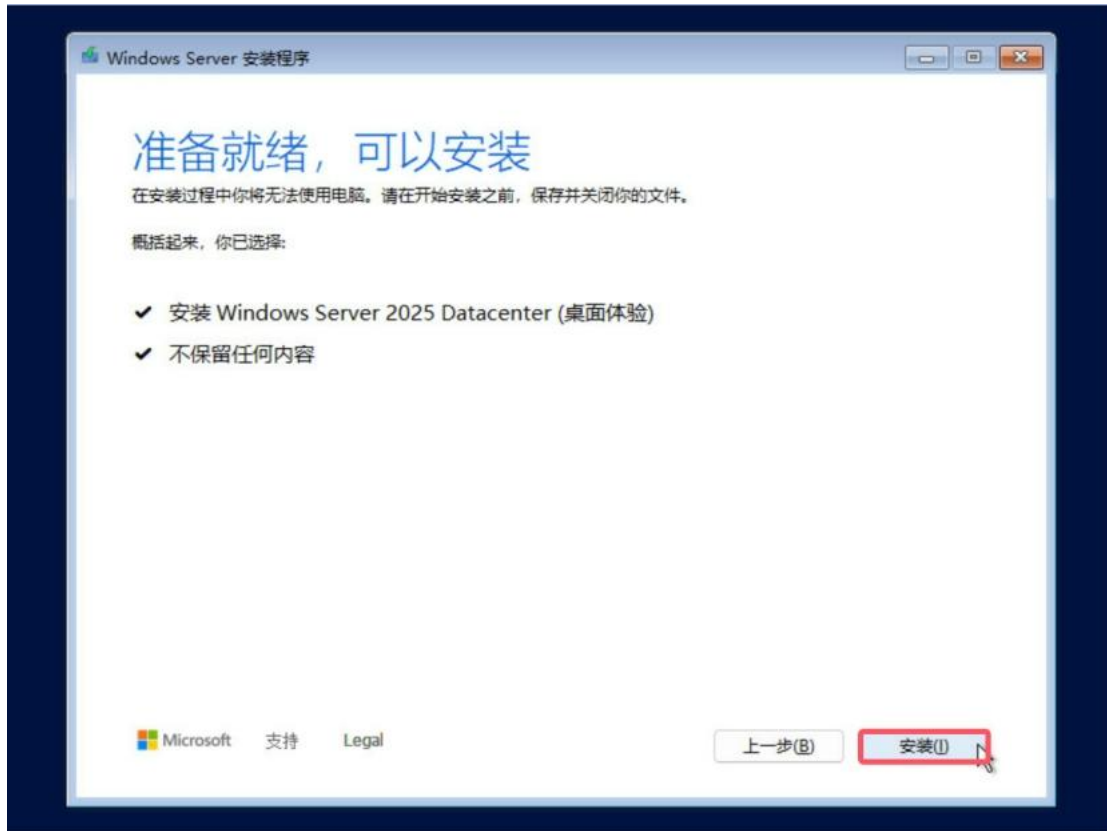 Windows Server 安装程序
准备就绪，可以安装
在安装过程中你将无法使用电脑。请在开始安装之前，保存并关闭你的文件。
概括起来，你已选择:
✔ 安装 Windows Server 2025 Datacenter (桌面体验)
✔ 不保留任何内容
Microsoft 支持 Legal 上一步(B) 安装(I)